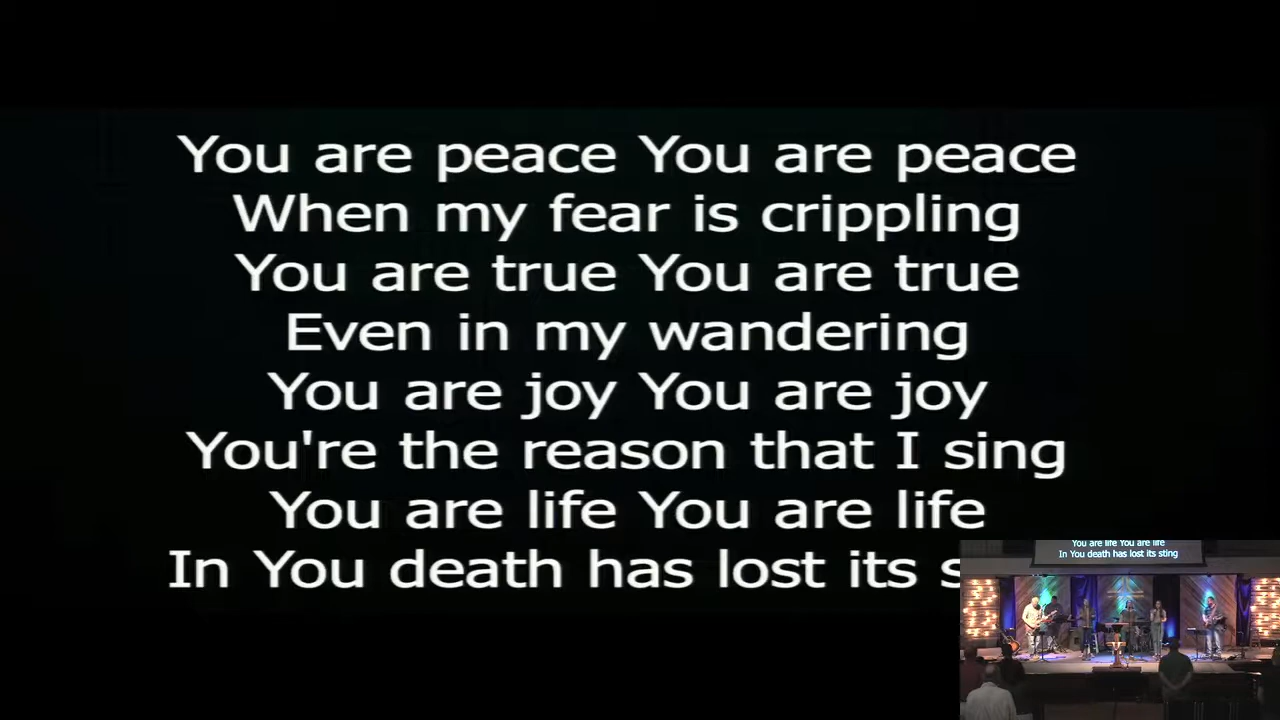 You are peace You are peace
When my fear is crippling
You are true You are true
Even in my wandering
You are joy You are joy
You're the reason that I sing
You are life You are life
In You death has lost its s
You are life You are life
In You death has lost its sting